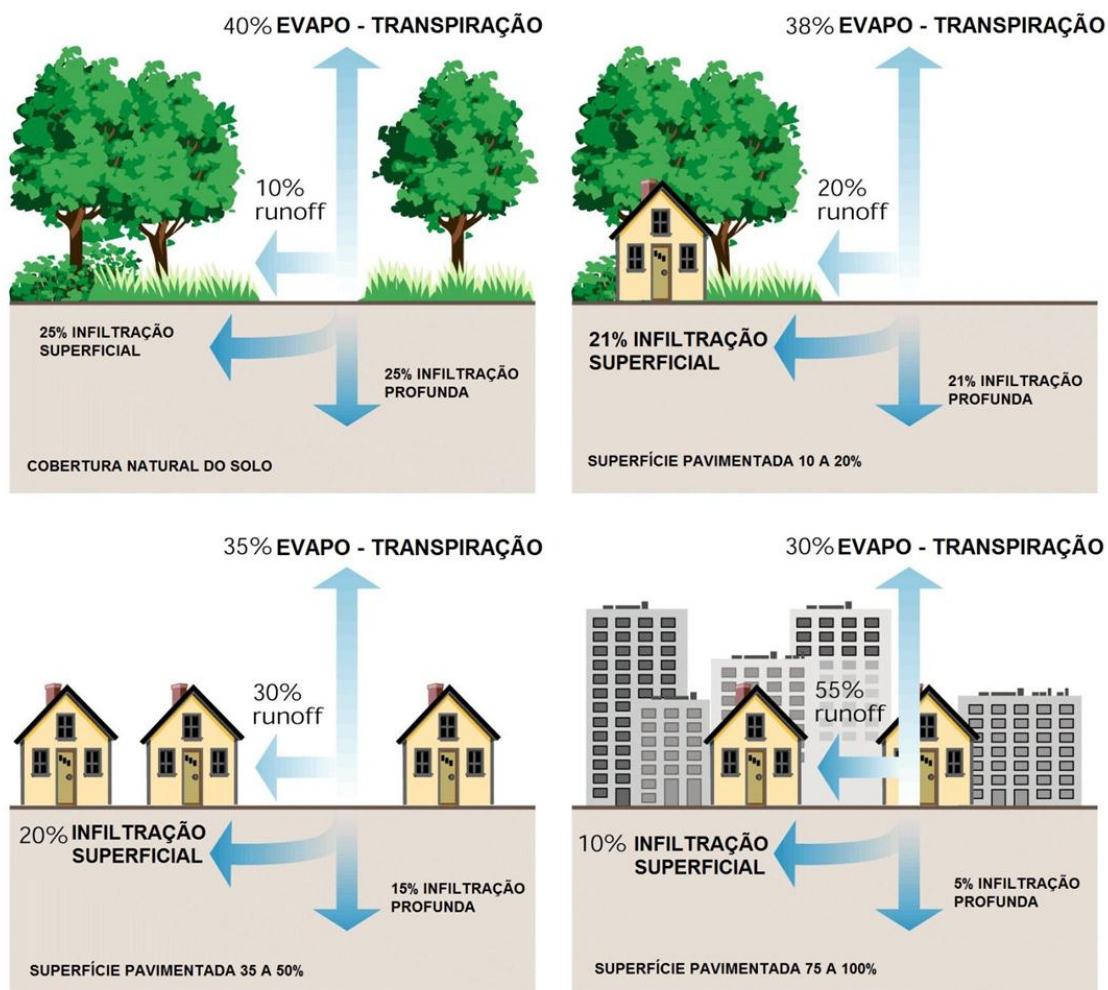 40% EVAPO - TRANSPIRAÇÃO
10%
runoff
25% INFILTRAÇÃO
SUPERFICIAL
25% INFILTRAÇÃO
PROFUNDA
COBERTURA NATURAL DO SOLO
38% EVAPO - TRANSPIRAÇÃO
20%
runoff
21% INFILTRAÇÃO
SUPERFICIAL
21% INFILTRAÇÃO
PROFUNDA
SUPERFÍCIE PAVIMENTADA 10 A 20%
35% EVAPO - TRANSPIRAÇÃO
30%
runoff
20% INFILTRAÇÃO
SUPERFICIAL
15% INFILTRAÇÃO
PROFUNDA
SUPERFÍCIE PAVIMENTADA 35 A 50%
30% EVAPO - TRANSPIRAÇÃO
55%
runoff
10% INFILTRAÇÃO
SUPERFICIAL
5% INFILTRAÇÃO
PROFUNDA
SUPERFÍCIE PAVIMENTADA 75 A 100%